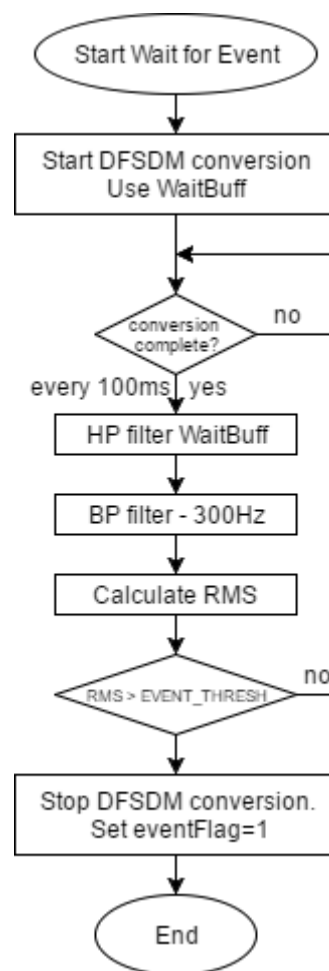 Start Wait for Event
Start DFSDM conversion
Use WaitBuff
conversion
complete?
no
every 100ms yes
HP filter WaitBuff
BP filter - 300Hz
Calculate RMS
RMS > EVENT_THRESH
no
Stop DFSDM conversion.
Set eventFlag=1
End